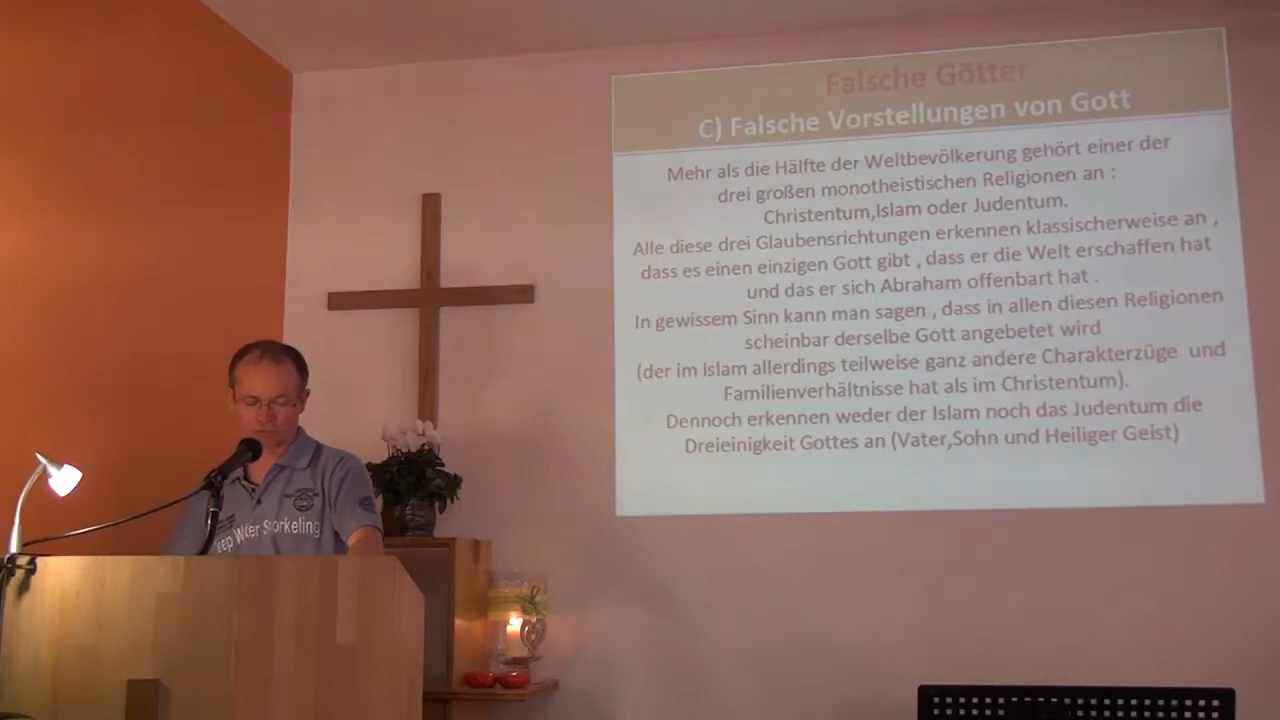 Falsche Götter
C) Falsche Vorstellungen von Gott
Mehr als die Hälfte der Weltbevölkerung gehört einer der
drei großen monotheistischen Religionen an :
Christentum,Islam oder Judentum.
Alle diese drei Glaubensrichtungen erkennen klassischerweise an ,
dass es einen einzigen Gott gibt , dass er die Welt erschaffen hat
und das er sich Abraham offenbart hat .
In gewissem Sinn kann man sagen , dass in allen diesen Religionen
scheinbar derselbe Gott angebetet wird
(der im Islam allerdings teilweise ganz andere Charakterzüge und
Familienverhältnisse hat als im Christentum).
Dennoch erkennen weder der Islam noch das Judentum die
Dreieinigkeit Gottes an (Vater,Sohn und Heiliger Geist)